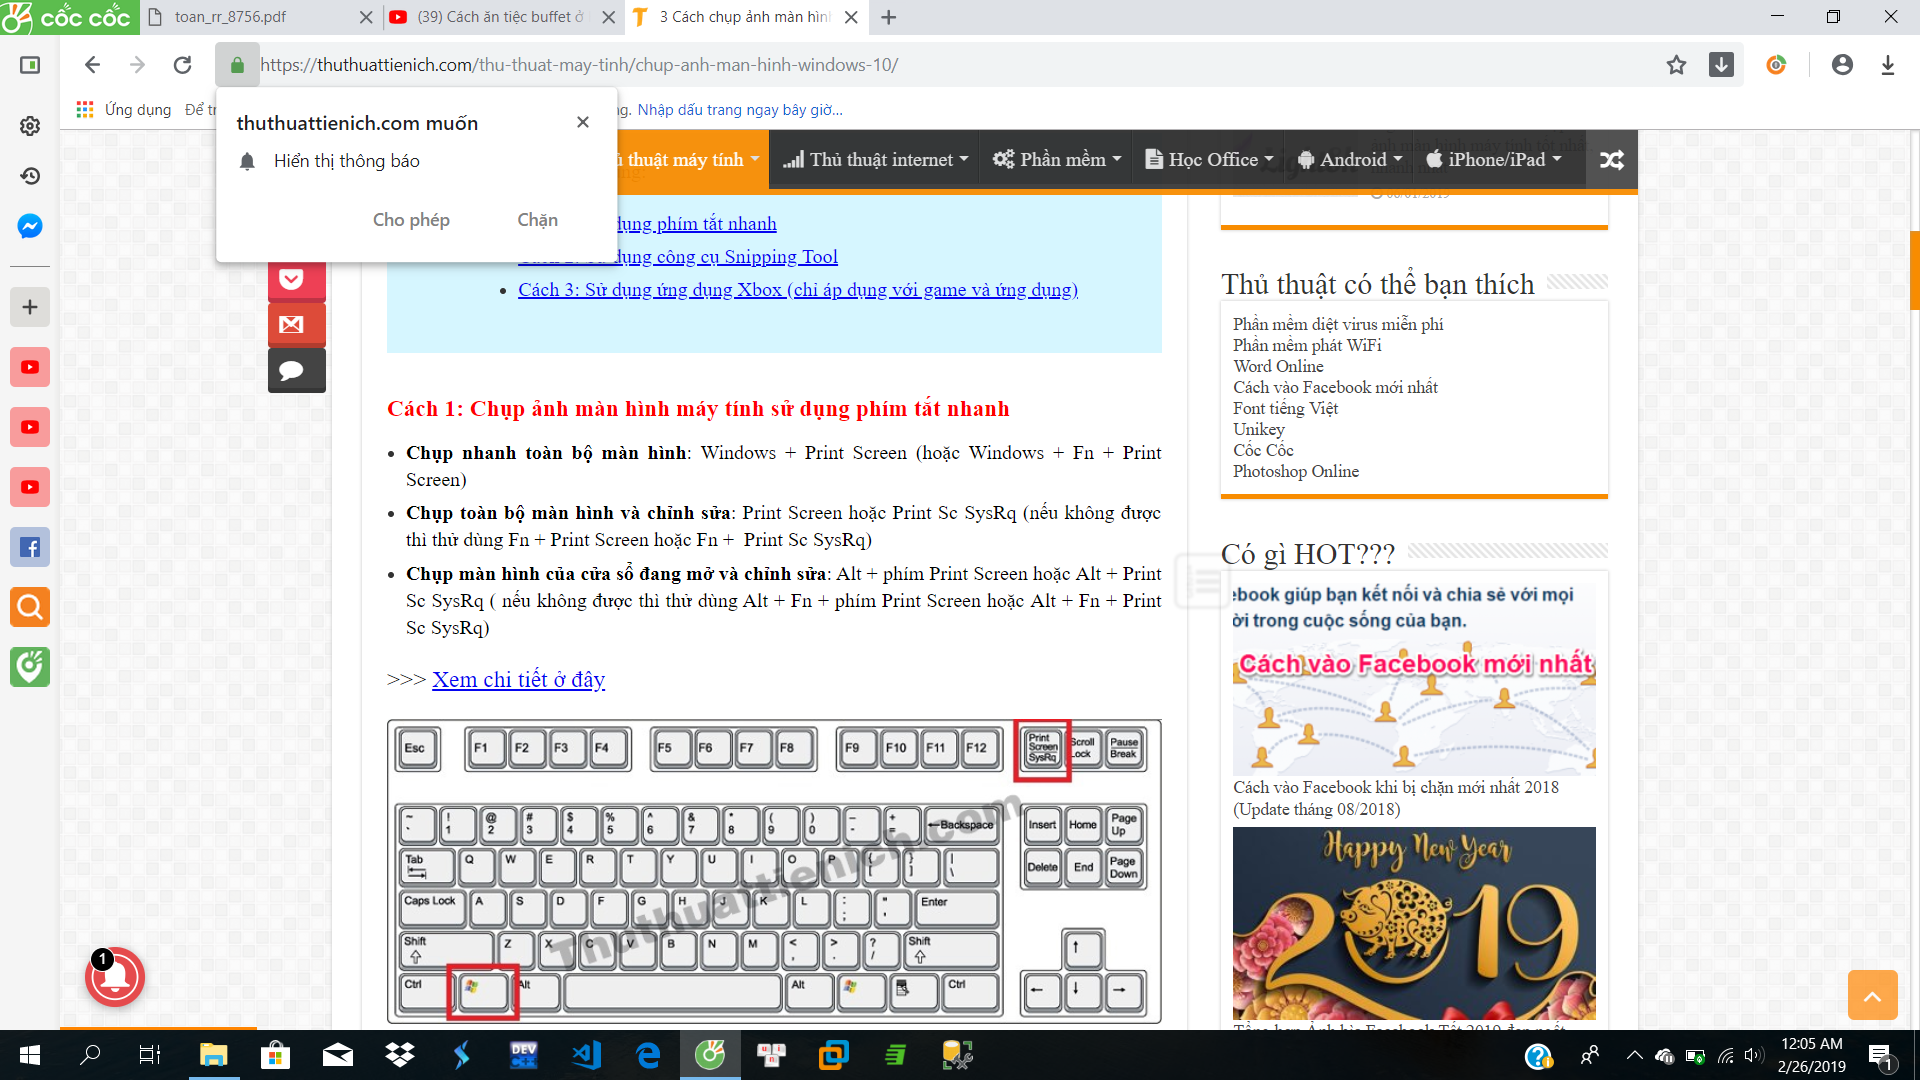 cốc cốc
toan_rr_8756.pdf
(39) Cách ăn tiệc buffet ở
3 Cách chụp ảnh màn hìn
https://thuthuattienich.com/thu-thuat-may-tinh/chup-anh-man-hinh-windows-10/
Ứng dụng
Để tr
ng. Nhập dấu trang ngay bây giờ...
thuthuattienich.com muốn
Hiển thị thông báo
Cho phép
Chặn
thuật máy tính
Thủ thuật internet
Phần mềm
Học Office
Android
iPhone/iPad
dụng phím tắt nhanh
dụng công cụ Snipping Tool
Cách 3: Sử dụng ứng dụng Xbox (chỉ áp dụng với game và ứng dụng)
Cách 1: Chụp ảnh màn hình máy tính sử dụng phím tắt nhanh
Chụp nhanh toàn bộ màn hình: Windows + Print Screen (hoặc Windows + Fn + Print
Screen)
Chụp toàn bộ màn hình và chỉnh sửa: Print Screen hoặc Print Sc SysRq (nếu không được
thì thử dùng Fn + Print Screen hoặc Fn + Print Sc SysRq)
Chụp màn hình của cửa sổ đang mở và chỉnh sửa: Alt + phím Print Screen hoặc Alt + Print
Sc SysRq ( nếu không được thì thử dùng Alt + Fn + phím Print Screen hoặc Alt + Fn + Print
Sc SysRq)
>>> Xem chi tiết ở đây
Esc F1 F2 F3 F4 F5 F6 F7 F8 F9 F10 F11 F12 Print Screen SysRq Scroll Lock Pause Break
~ ` ! 1 @ 2 # 3 $ 4 % 5 ^ 6 & 7 * 8 ( 9 ) 0 _ - + = Backspace Insert Home Page Up
Tab Q W E R T Y U I O P { [ } ] | \ Delete End Page Down
Caps Lock A S D F G H J K L : ; " ' Enter
Shift Z X C V B N M < , > . ? / Shift
Ctrl Alt Alt Ctrl
Thuthuattienich.com
Thủ thuật có thể bạn thích
Phần mềm diệt virus miễn phí
Phần mềm phát WiFi
Word Online
Cách vào Facebook mới nhất
Font tiếng Việt
Unikey
Cốc Cốc
Photoshop Online
Có gì HOT???
ebook giúp bạn kết nối và chia sẻ với mọi
ời trong cuộc sống của bạn.
Cách vào Facebook mới nhất
Cách vào Facebook khi bị chặn mới nhất 2018
(Update tháng 08/2018)
Happy New Year
2019
1
DEV
12:05 AM
2/26/2019
1